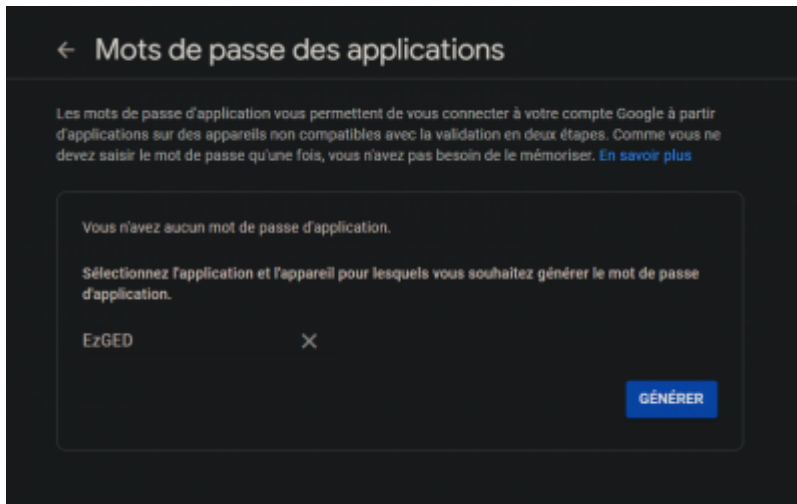 Mots de passe des applications
Les mots de passe d'application vous permettent de vous connecter à votre compte Google à partir
d'applications sur des appareils non compatibles avec la validation en deux étapes. Comme vous ne
devez saisir le mot de passe qu'une fois, vous n'avez pas besoin de le mémoriser. En savoir plus
Vous n'avez aucun mot de passe d'application.
Sélectionnez l'application et l'appareil pour lesquels vous souhaitez générer le mot de passe
d'application.
EzGED
GÉNÉRER